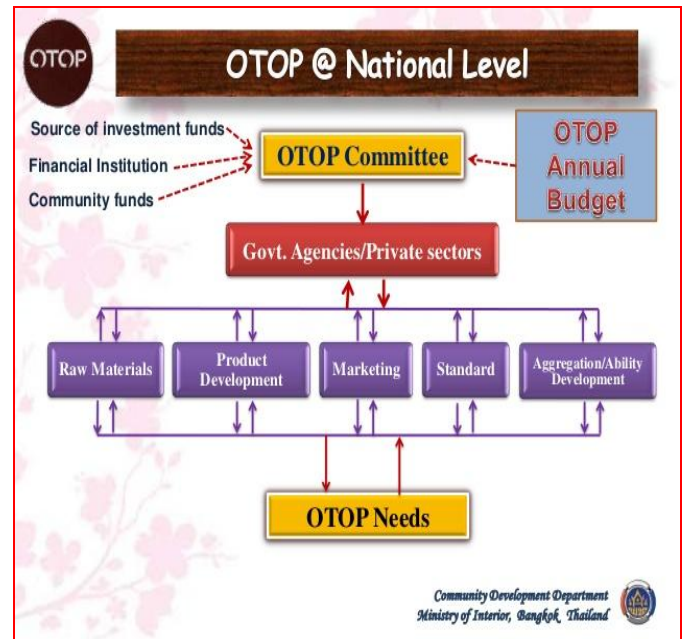 OTOP
OTOP @ National Level
Source of investment funds
Financial Institution
Community funds
OTOP Committee
OTOP
Annual
Budget
Govt. Agencies/Private sectors
Raw Materials
Product
Development
Marketing
Standard
Aggregation/Ability
Development
OTOP Needs
Community Development Department
Ministry of Interior, Bangkok, Thailand